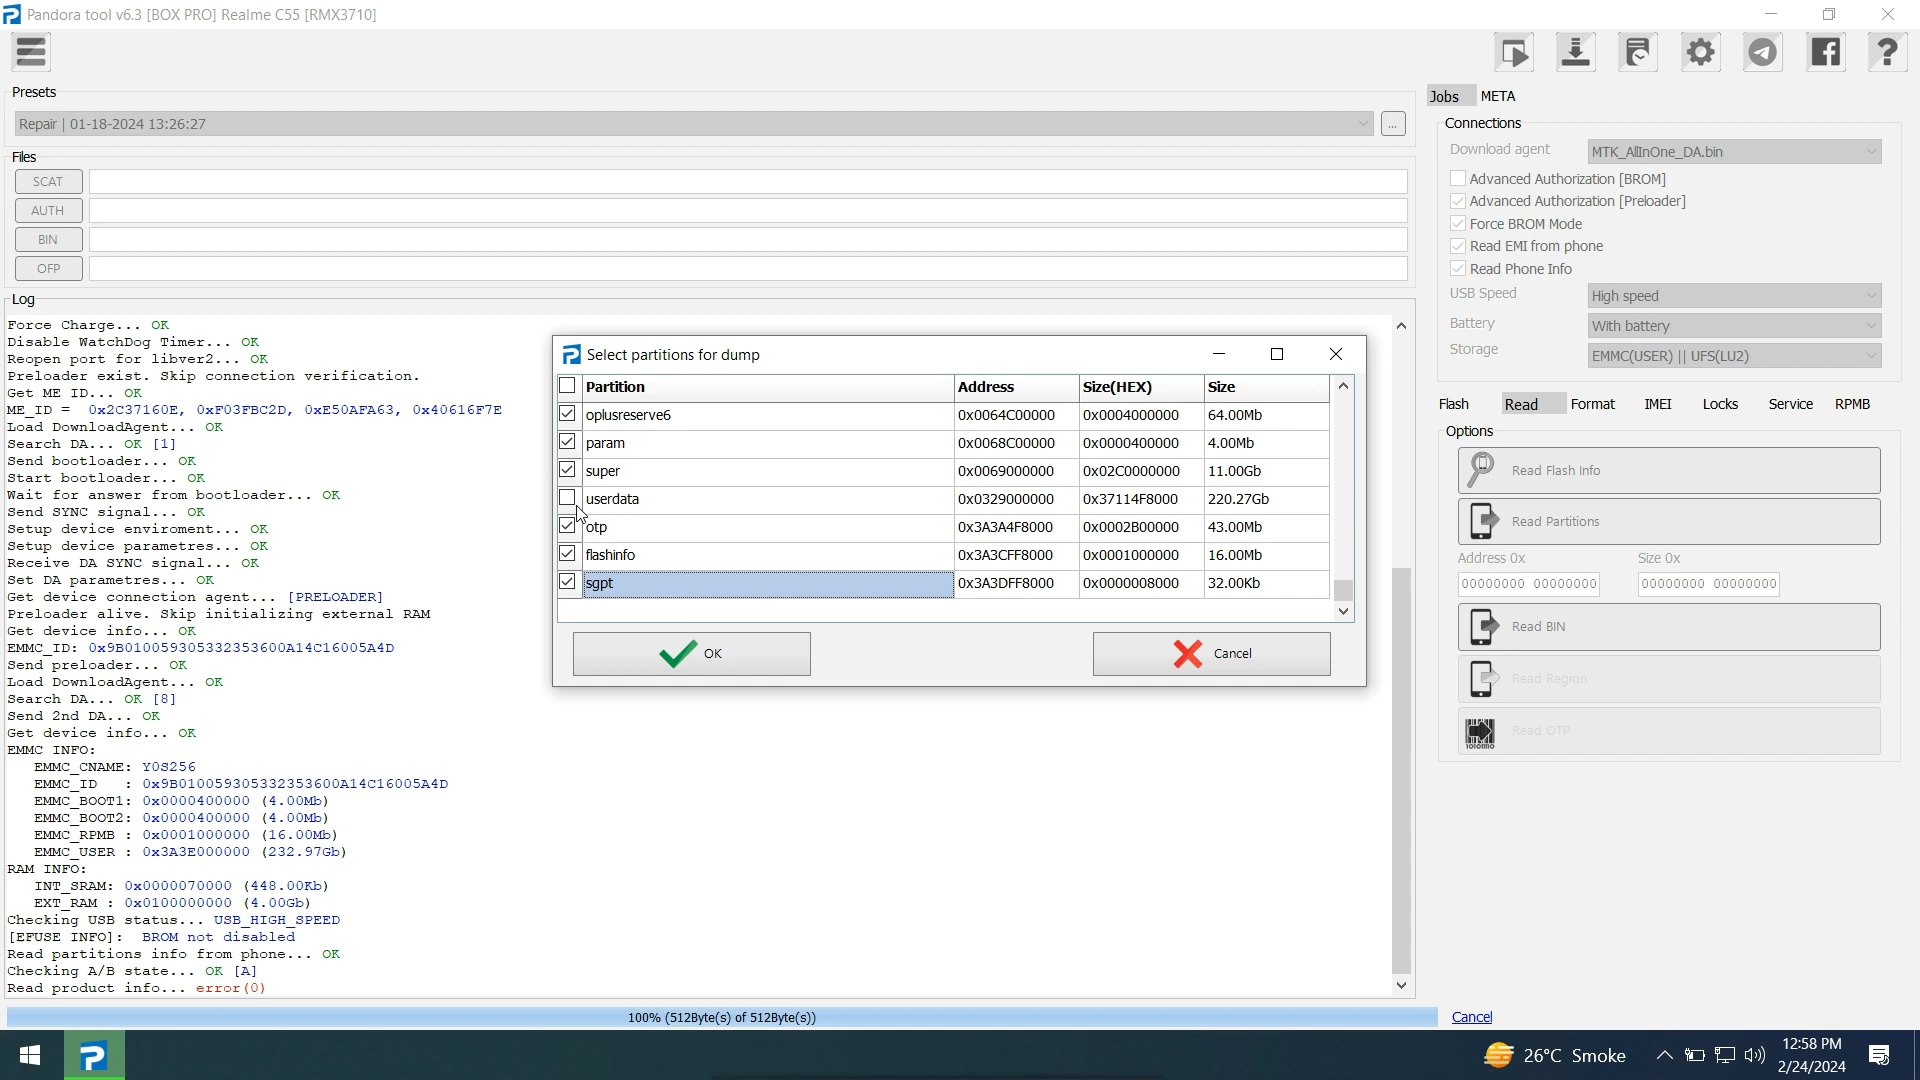 Pandora tool v6.3 [BOX PRO] Realme C55 [RMX3710]
Presets
Repair | 01-18-2024 13:26:27
...
Files
SCAT
AUTH
BIN
OFP
Log
Force Charge... OK
Disable WatchDog Timer... OK
Reopen port for libver2... OK
Preloader exist. Skip connection verification.
Get ME ID... OK
ME_ID = 0x2C37160E, 0xF03FBC2D, 0xE50AFA63, 0x40616F7E
Load DownloadAgent... OK
Search DA... OK [1]
Send bootloader... OK
Start bootloader... OK
Wait for answer from bootloader... OK
Send SYNC signal... OK
Setup device enviroment... OK
Setup device parametres... OK
Receive DA SYNC signal... OK
Set DA parametres... OK
Get device connection agent... [PRELOADER]
Preloader alive. Skip initializing external RAM
Get device info... OK
EMMC_ID: 0x9B010059305332353600A14C16005A4D
Send preloader... OK
Load DownloadAgent... OK
Search DA... OK [8]
Send 2nd DA... OK
Get device info... OK
EMMC INFO:
EMMC_CNAME: Y0S256
EMMC_ID : 0x9B010059305332353600A14C16005A4D
EMMC_BOOT1: 0x0000400000 (4.00Mb)
EMMC_BOOT2: 0x0000400000 (4.00Mb)
EMMC_RPMB : 0x0001000000 (16.00Mb)
EMMC_USER : 0x3A3E000000 (232.97Gb)
RAM INFO:
INT_SRAM: 0x0000070000 (448.00Kb)
EXT_RAM : 0x0100000000 (4.00Gb)
Checking USB status... USB_HIGH_SPEED
[EFUSE INFO]: BROM not disabled
Read partitions info from phone... OK
Checking A/B state... OK [A]
Read product info... error(0)
Select partitions for dump
Partition Address Size(HEX) Size
oplusreserve6 0x0064C00000 0x0004000000 64.00Mb
param 0x0068C00000 0x0000400000 4.00Mb
super 0x0069000000 0x02C0000000 11.00Gb
userdata 0x0329000000 0x37114F8000 220.27Gb
otp 0x3A3A4F8000 0x0002B00000 43.00Mb
flashinfo 0x3A3CFF8000 0x0001000000 16.00Mb
sgpt 0x3A3DFF8000 0x0000008000 32.00Kb
OK
Cancel
Jobs META
Connections
Download agent MTK_AllInOne_DA.bin
Advanced Authorization [BROM]
Advanced Authorization [Preloader]
Force BROM Mode
Read EMI from phone
Read Phone Info
USB Speed High speed
Battery With battery
Storage EMMC(USER) || UFS(LU2)
Flash Read Format IMEI Locks Service RPMB
Options
Read Flash Info
Read Partitions
Address 0x Size 0x
00000000 00000000 00000000 00000000
Read BIN
Read Region
Read OTP
100% (512Byte(s) of 512Byte(s))
Cancel
26°C Smoke
12:58 PM
2/24/2024